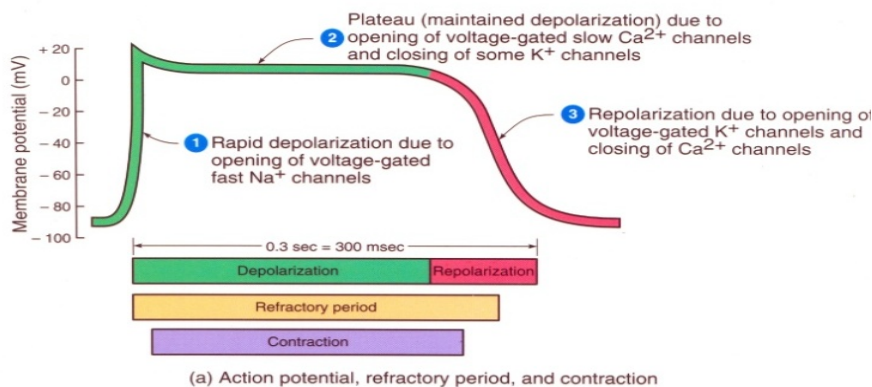 Plateau (maintained depolarization) due to
2 opening of voltage-gated slow Ca2+ channels
and closing of some K+ channels
Membrane potential (mV)
+ 20
0
– 20
– 40
– 60
– 80
– 100
1 Rapid depolarization due to
opening of voltage-gated
fast Na+ channels
3 Repolarization due to opening of
voltage-gated K+ channels and
closing of Ca2+ channels
0.3 sec = 300 msec
Depolarization
Repolarization
Refractory period
Contraction
(a) Action potential, refractory period, and contraction